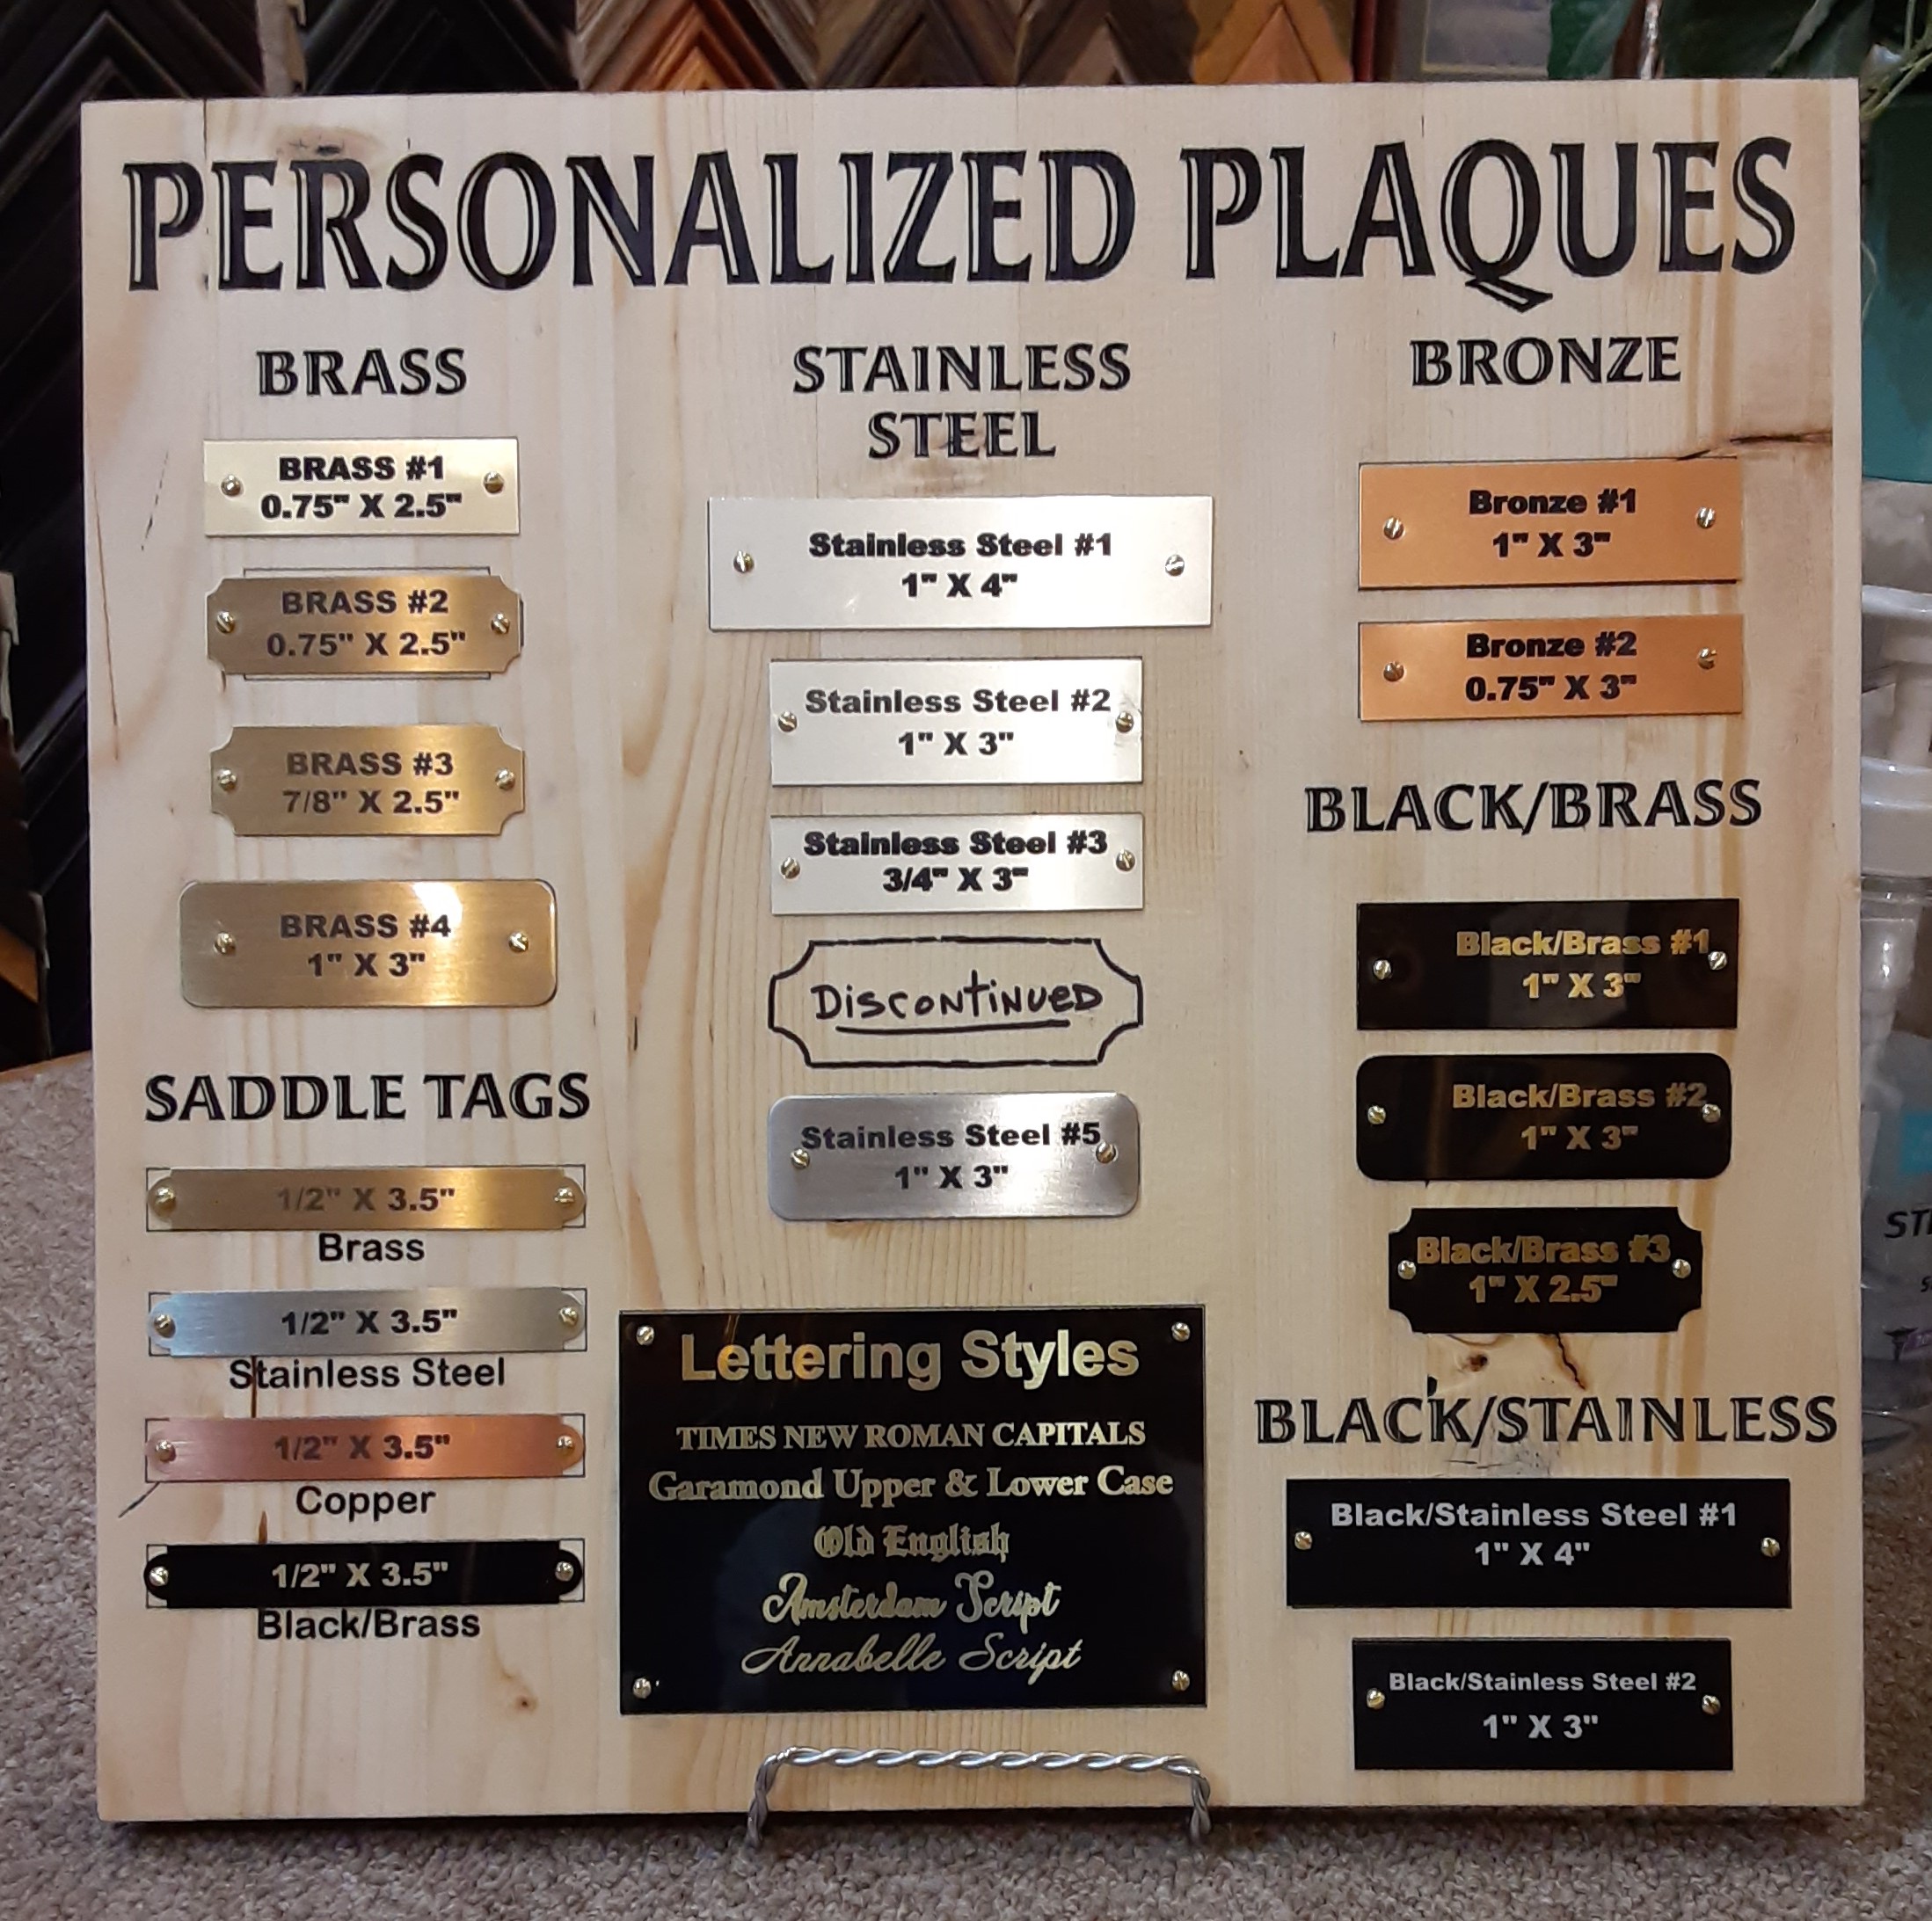 PERSONALIZED PLAQUES
BRASS
BRASS #1
0.75" X 2.5"
BRASS #2
0.75" X 2.5"
BRASS #3
7/8" X 2.5"
BRASS #4
1" X 3"
SADDLE TAGS
1/2" X 3.5"
Brass
1/2" X 3.5"
Stainless Steel
1/2" X 3.5"
Copper
1/2" X 3.5"
Black/Brass
STAINLESS
STEEL
Stainless Steel #1
1" X 4"
Stainless Steel #2
1" X 3"
Stainless Steel #3
3/4" X 3"
Discontinued
Stainless Steel #5
1" X 3"
Lettering Styles
TIMES NEW ROMAN CAPITALS
Garamond Upper & Lower Case
Old English
Amsterdam Script
Annabelle Script
BRONZE
Bronze #1
1" X 3"
Bronze #2
0.75" X 3"
BLACK/BRASS
Black/Brass #1
1" X 3"
Black/Brass #2
1" X 3"
Black/Brass #3
1" X 2.5"
BLACK/STAINLESS
Black/Stainless Steel #1
1" X 4"
Black/Stainless Steel #2
1" X 3"